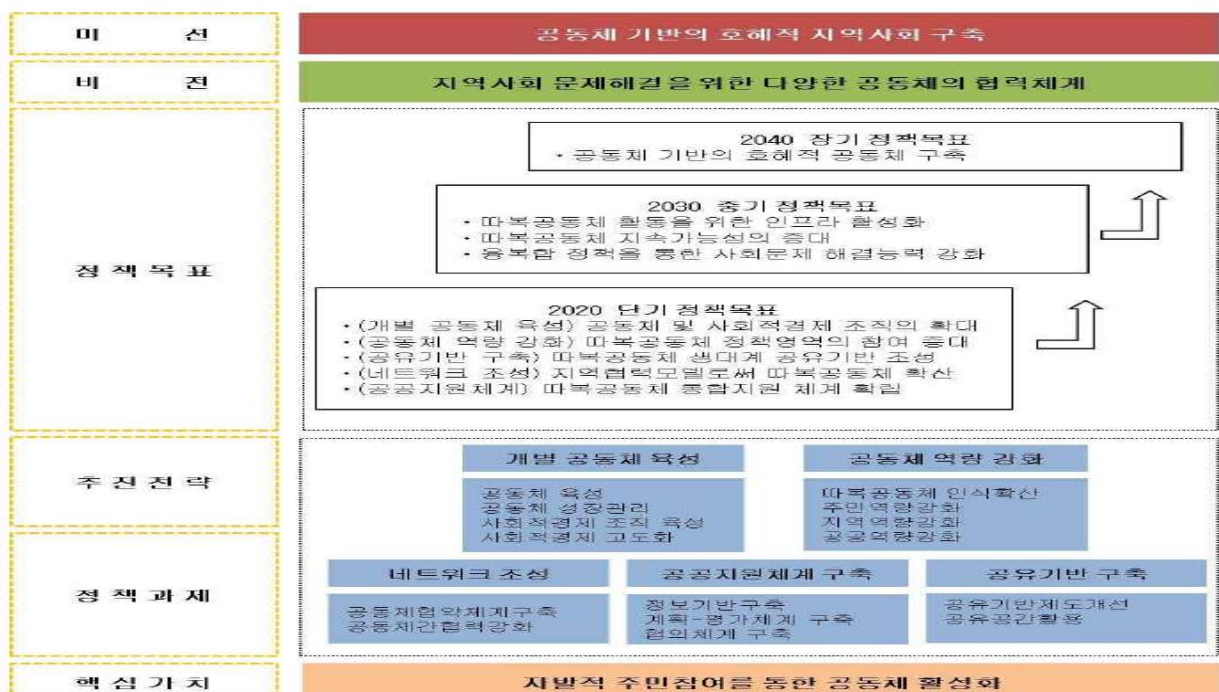 미 션
공동체 기반의 호혜적 지역사회 구축
비 전
지역사회 문제해결을 위한 다양한 공동체의 협력체계
정 책 목 표
2040 장기 정책목표
• 공동체 기반의 호혜적 공동체 구축
2030 중기 정책목표
• 따복공동체 활동을 위한 인프라 활성화
• 따복공동체 지속가능성의 증대
• 융복합 정책을 통한 사회문제 해결능력 강화
2020 단기 정책목표
• (개별 공동체 육성) 공동체 및 사회적경제 조직의 확대
• (공동체 역량 강화) 따복공동체 정책영역의 참여 증대
• (공유기반 구축) 따복공동체 생태계 공유기반 조성
• (네트워크 조성) 지역협력모델로써 따복공동체 확산
• (공공지원체계) 따복공동체 통합지원 체계 확립
추 진 전 략
개별 공동체 육성
공동체 육성
공동체 성장관리
사회적경제 조직 육성
사회적경제 고도화
공동체 역량 강화
따복공동체 인식확산
주민역량강화
지역역량강화
공공역량강화
정 책 과 제
네트워크 조성
공동체협약체계구축
공동체간협력강화
공공지원체계 구축
정보기반구축
계획-평가체계 구축
협의체계 구축
공유기반 구축
공유기반제도개선
공유공간활용
핵 심 가 치
자발적 주민참여를 통한 공동체 활성화